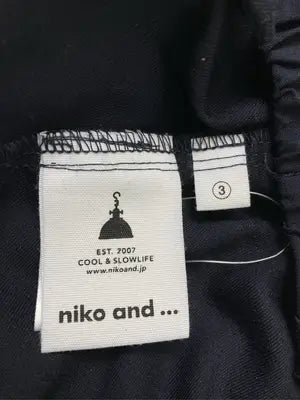 ③
EST. 2007
COOL & SLOWLIFE
www.nikoand.jp
niko and ...